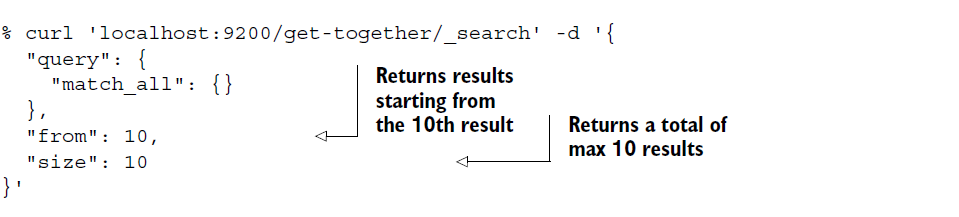 % curl 'localhost:9200/get-together/_search' -d '{
"query": {
"match_all": {}
},
"from": 10,
"size": 10
}'
Returns results
starting from
the 10th result
Returns a total of
max 10 results